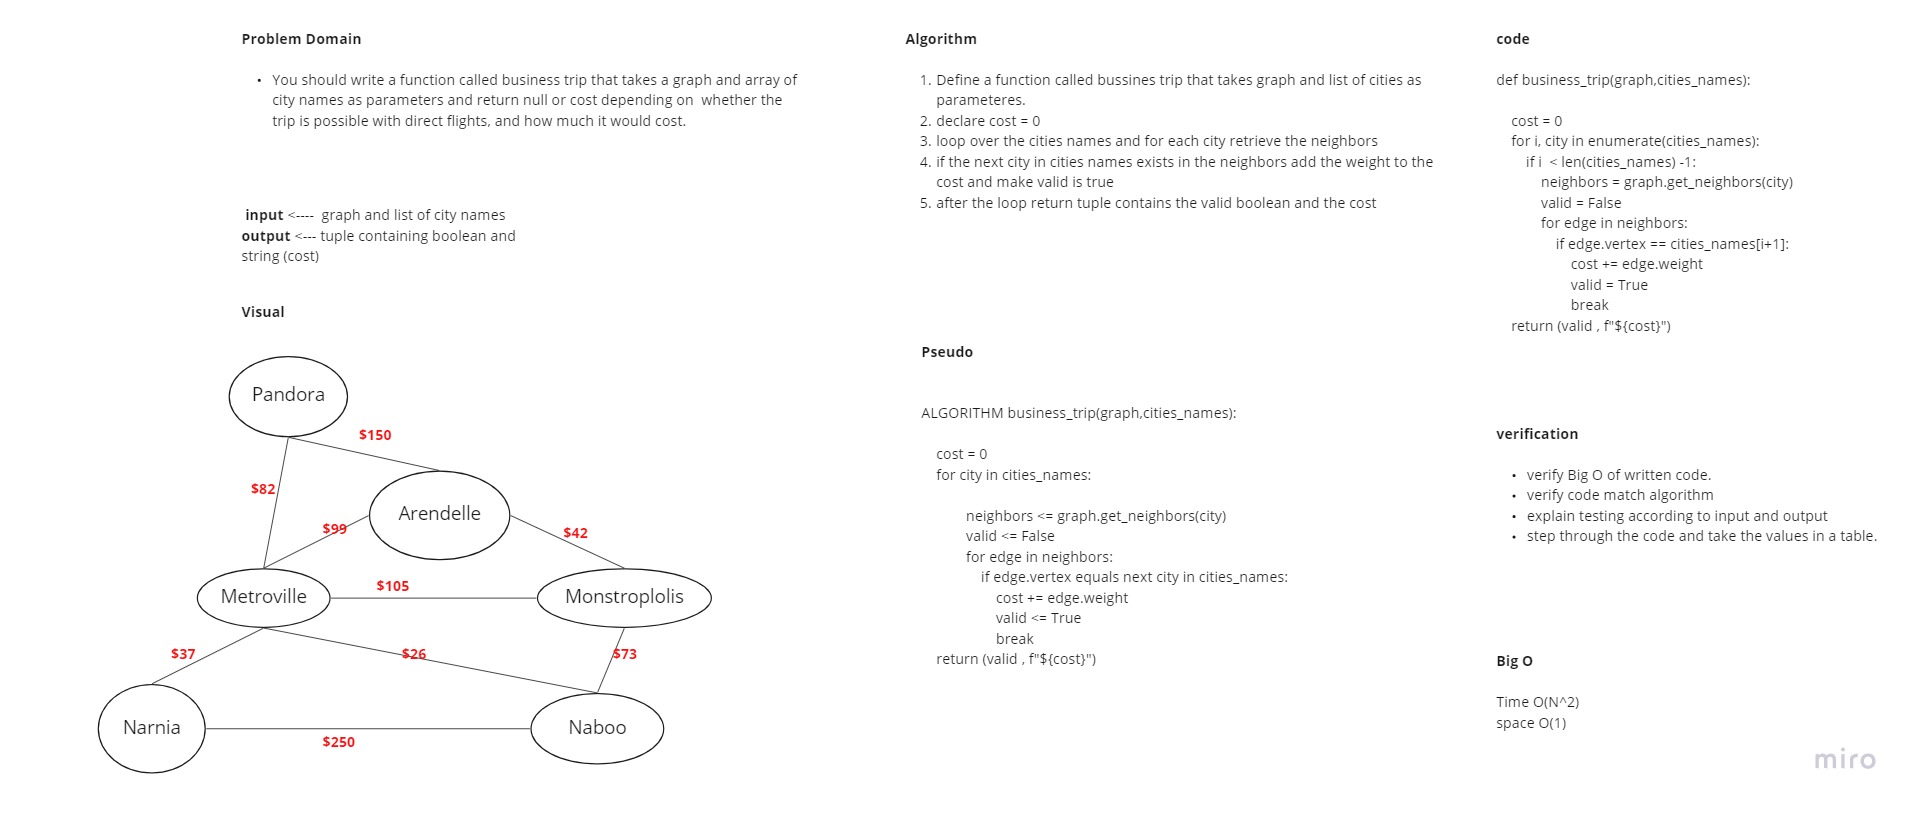 Problem Domain
• You should write a function called business trip that takes a graph and array of
city names as parameters and return null or cost depending on  whether the
trip is possible with direct flights, and how much it would cost.
input <----  graph and list of city names
output <--- tuple containing boolean and
string (cost)
Visual
Pandora
$150
$82
Arendelle
$99
$42
Metroville
$105
Monstroplolis
$37
$26
$73
Narnia
Naboo
$250
Algorithm
1. Define a function called bussines trip that takes graph and list of cities as
parameteres.
2. declare cost = 0
3. loop over the cities names and for each city retrieve the neighbors
4. if the next city in cities names exists in the neighbors add the weight to the
cost and make valid is true
5. after the loop return tuple contains the valid boolean and the cost
Pseudo
ALGORITHM business_trip(graph,cities_names):
cost = 0
for city in cities_names:
neighbors <= graph.get_neighbors(city)
valid <= False
for edge in neighbors:
if edge.vertex equals next city in cities_names:
cost += edge.weight
valid <= True
break
return (valid , f"${cost}")
code
def business_trip(graph,cities_names):
cost = 0
for i, city in enumerate(cities_names):
if i  < len(cities_names) -1:
neighbors = graph.get_neighbors(city)
valid = False
for edge in neighbors:
if edge.vertex == cities_names[i+1]:
cost += edge.weight
valid = True
break
return (valid , f"${cost}")
verification
• verify Big O of written code.
• verify code match algorithm
• explain testing according to input and output
• step through the code and take the values in a table.
Big O
Time O(N^2)
space O(1)
miro